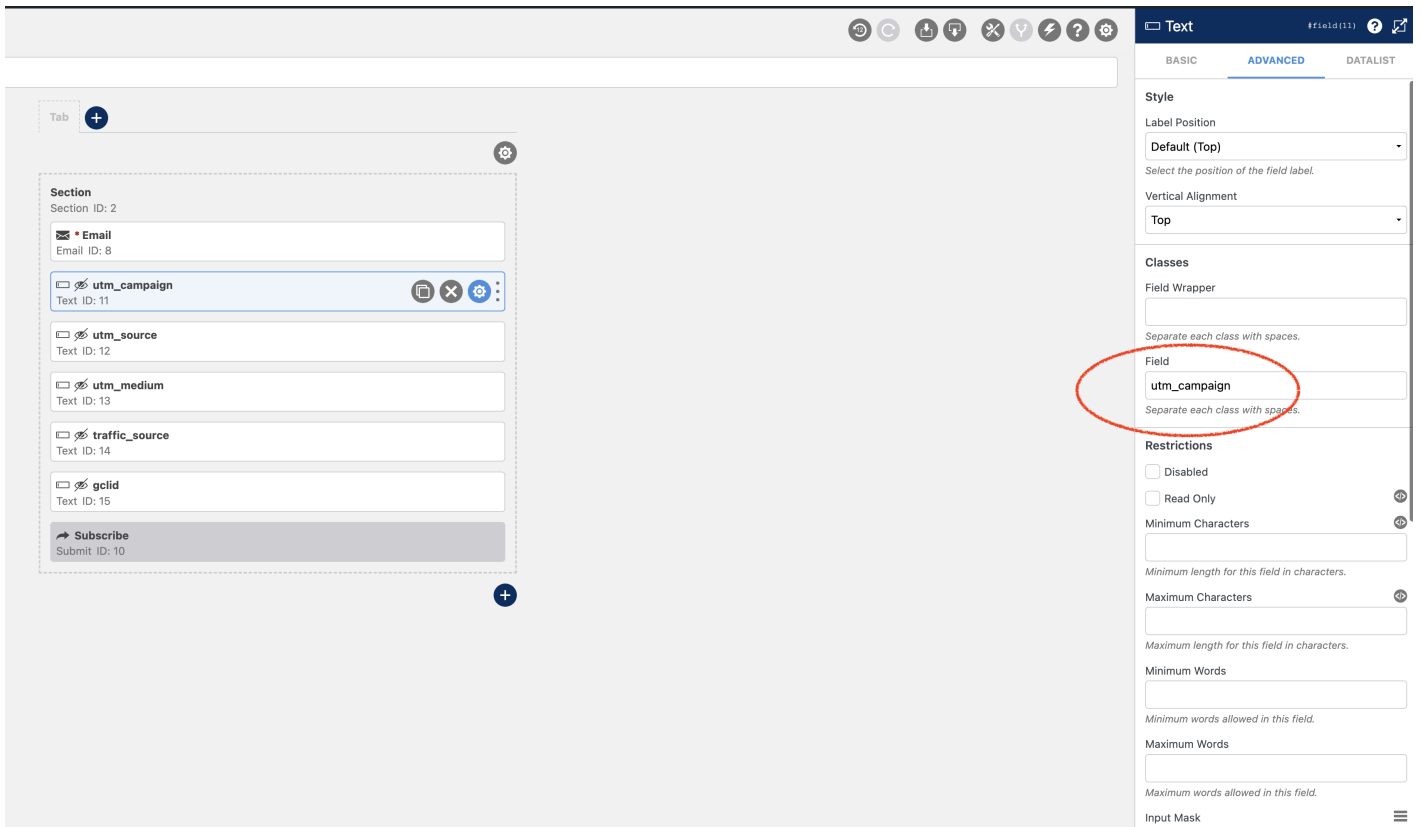 12
Text
#field(11)
?
?
BASIC
ADVANCED
DATALIST
Tab
Section
Section ID: 2
* Email
Email ID: 8
utm_campaign
Text ID: 11
utm_source
Text ID: 12
utm_medium
Text ID: 13
traffic_source
Text ID: 14
gclid
Text ID: 15
Subscribe
Submit ID: 10
Style
Label Position
Default (Top)
Select the position of the field label.
Vertical Alignment
Top
Classes
Field Wrapper
Separate each class with spaces.
Field
utm_campaign
Separate each class with spaces.
Restrictions
Disabled
Read Only
Minimum Characters
Minimum length for this field in characters.
Maximum Characters
Maximum length for this field in characters.
Minimum Words
Minimum words allowed in this field.
Maximum Words
Maximum words allowed in this field.
Input Mask